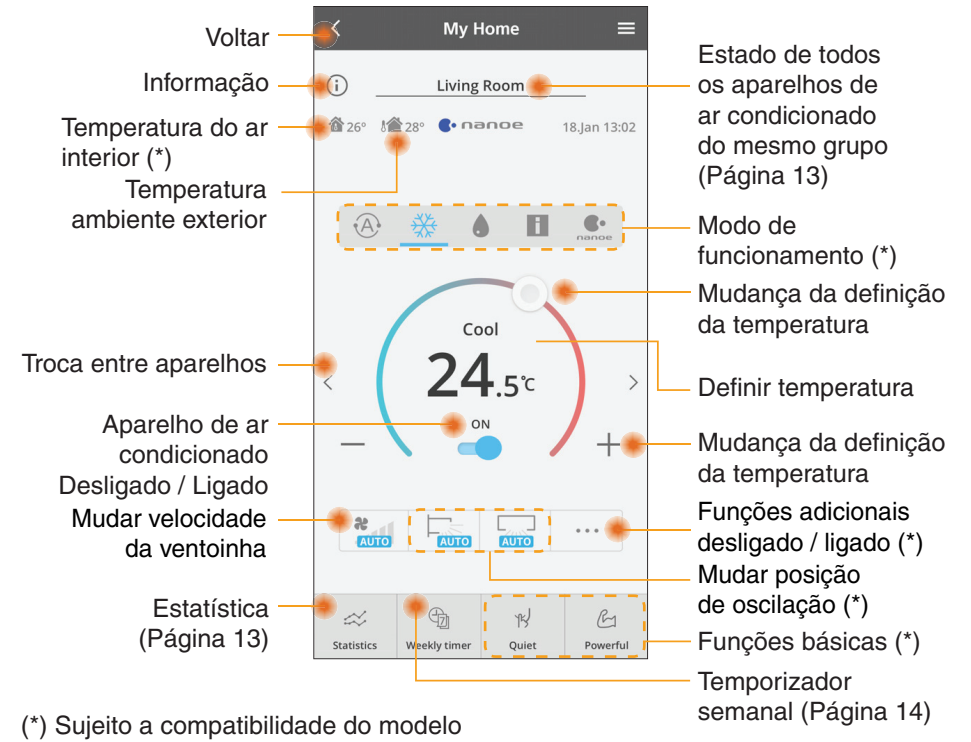 My Home
Voltar
Informação
Living Room
Estado de todos
os aparelhos de
ar condicionado
do mesmo grupo
(Página 13)
Temperatura do ar
interior (*)
26°
28°
nanoe
18.Jan 13:02
Temperatura
ambiente exterior
A
i
nanoe
Modo de
funcionamento (*)
Mudança da definição
da temperatura
Cool
24.5°c
Troca entre aparelhos
Definir temperatura
ON
Aparelho de ar
condicionado
Desligado / Ligado
Mudança da definição
da temperatura
Mudar velocidade
da ventoinha
AUTO
AUTO
AUTO
Funções adicionais
desligado / ligado (*)
Mudar posição
de oscilação (*)
Estatística
(Página 13)
7
Statistics
Weekly timer
Quiet
Powerful
Funções básicas (*)
Temporizador
semanal (Página 14)
(*) Sujeito a compatibilidade do modelo